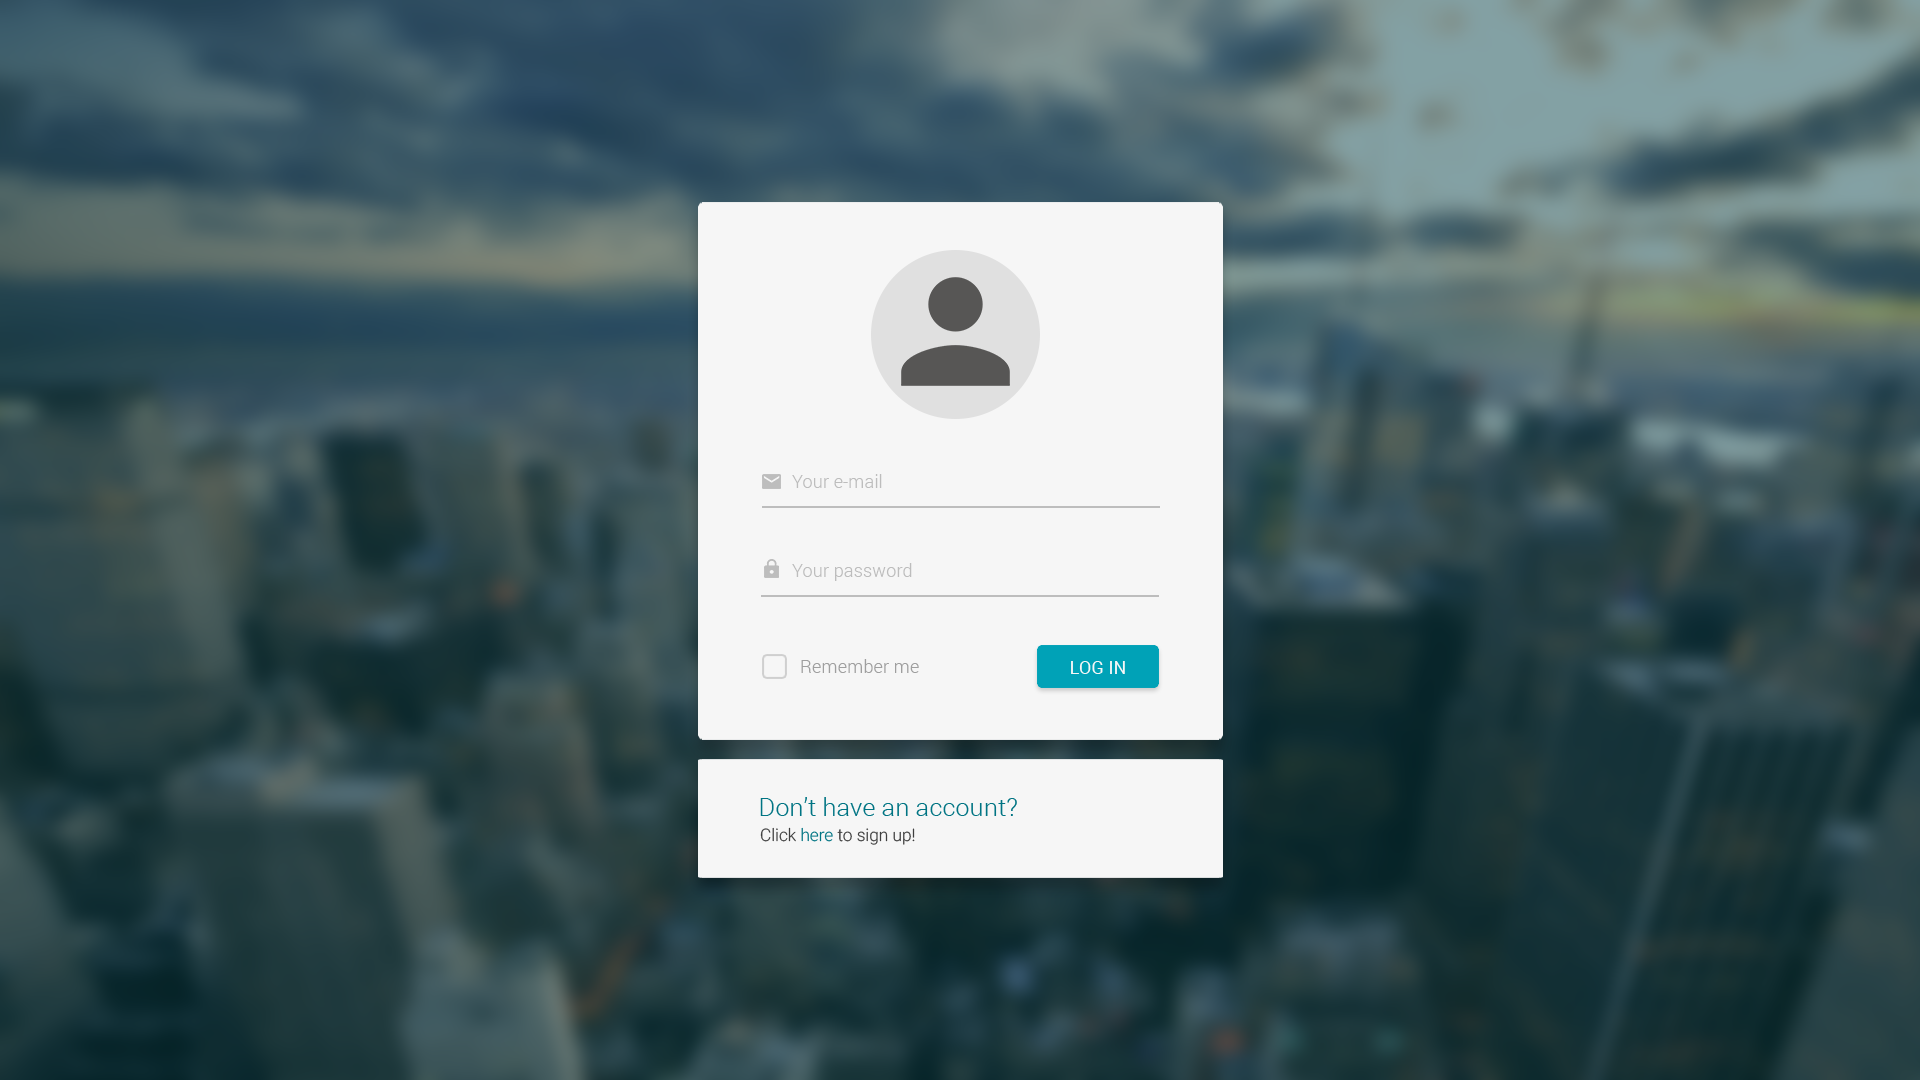 Your e-mail
Your password
Remember me
LOG IN
Don’t have an account?
Click here to sign up!